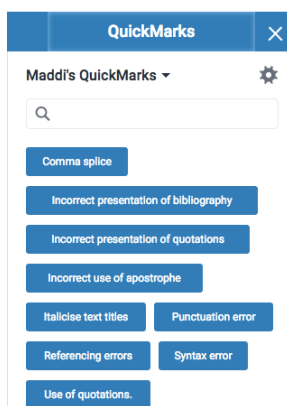 QuickMarks
Maddi's QuickMarks
Comma splice
Incorrect presentation of bibliography
Incorrect presentation of quotations
Incorrect use of apostrophe
Italicise text titles Punctuation error
Referencing errors Syntax error
Use of quotations.